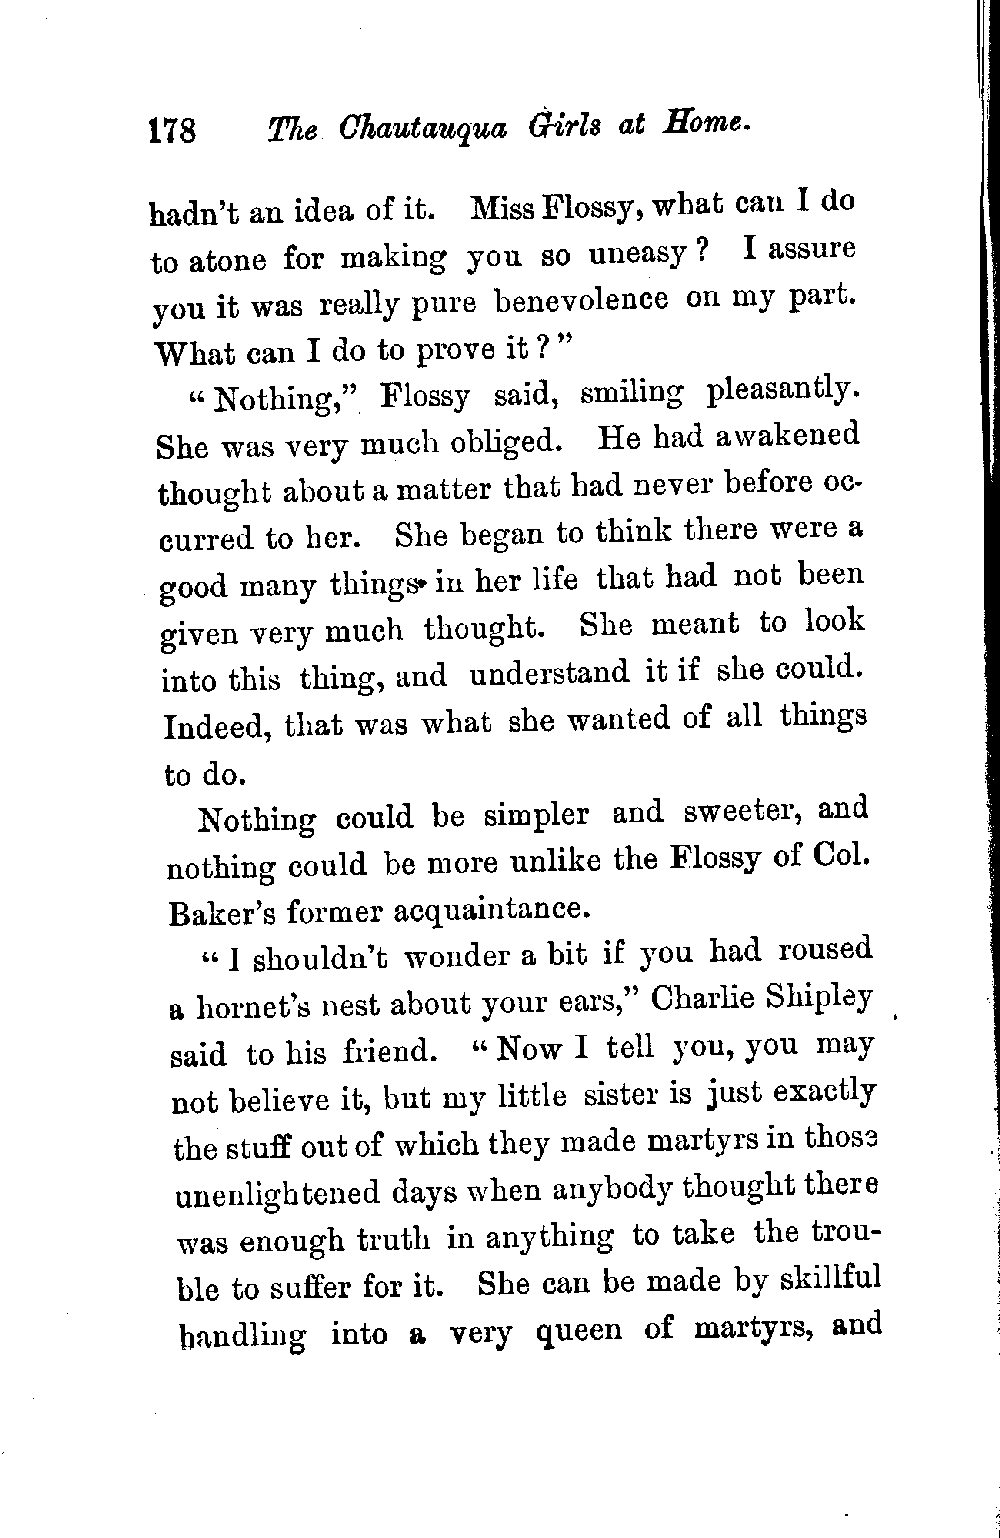 178 The Chautauqua Girls at Home.
hadn't an idea of it. Miss Flossy, what can I do
to atone for making you so uneasy? I assure
you it was really pure benevolence on my part.
What can I do to prove it?"
"Nothing," Flossy said, smiling pleasantly.
She was very much obliged. He had awakened
thought about a matter that had never before oc-
curred to her. She began to think there were a
good many things in her life that had not been
given very much thought. She meant to look
into this thing, and understand it if she could.
Indeed, that was what she wanted of all things
to do.
Nothing could be simpler and sweeter, and
nothing could be more unlike the Flossy of Col.
Baker's former acquaintance.
"I shouldn't wonder a bit if you had roused
a hornet's nest about your ears," Charlie Shipley
said to his friend. "Now I tell you, you may
not believe it, but my little sister is just exactly
the stuff out of which they made martyrs in those
unenlightened days when anybody thought there
was enough truth in anything to take the trou-
ble to suffer for it. She can be made by skillful
handling into a very queen of martyrs, and